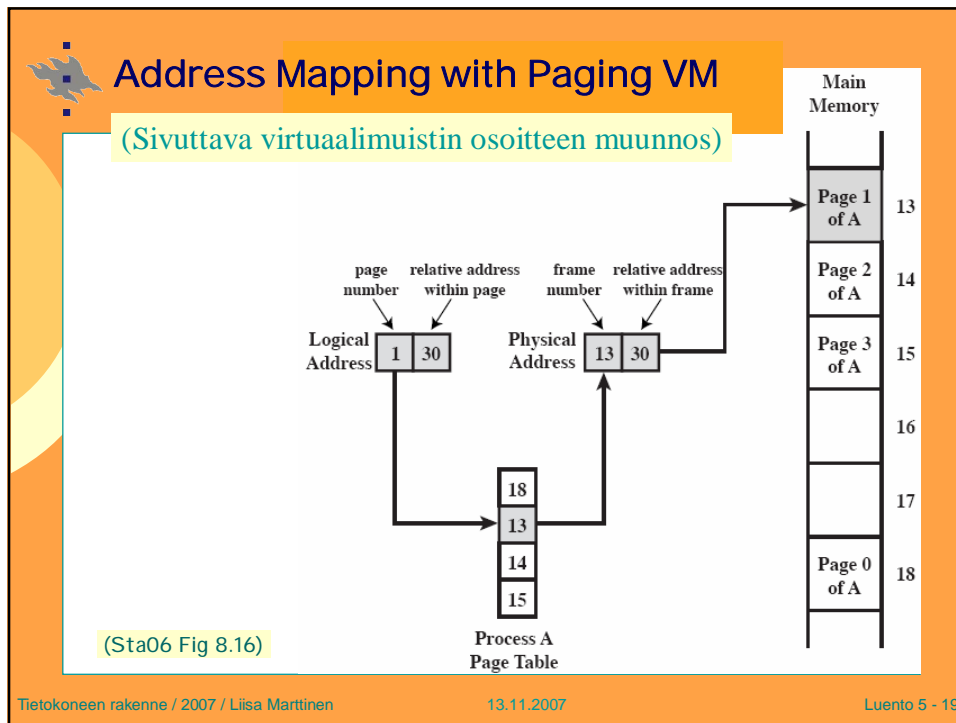 Address Mapping with Paging VM
(Sivuttava virtuaalimuistin osoitteen muunnos)
Main
Memory
Page 1
of A
13
Page 2
of A
14
Page 3
of A
15
16
17
Page 0
of A
18
page
number
relative address
within page
frame
number
relative address
within frame
Logical
Address
1 30
Physical
Address
13 30
18
13
14
15
Process A
Page Table
(Sta06 Fig 8.16)
Tietokoneen rakenne / 2007 / Liisa Marttinen 13.11.2007 Luento 5 - 19